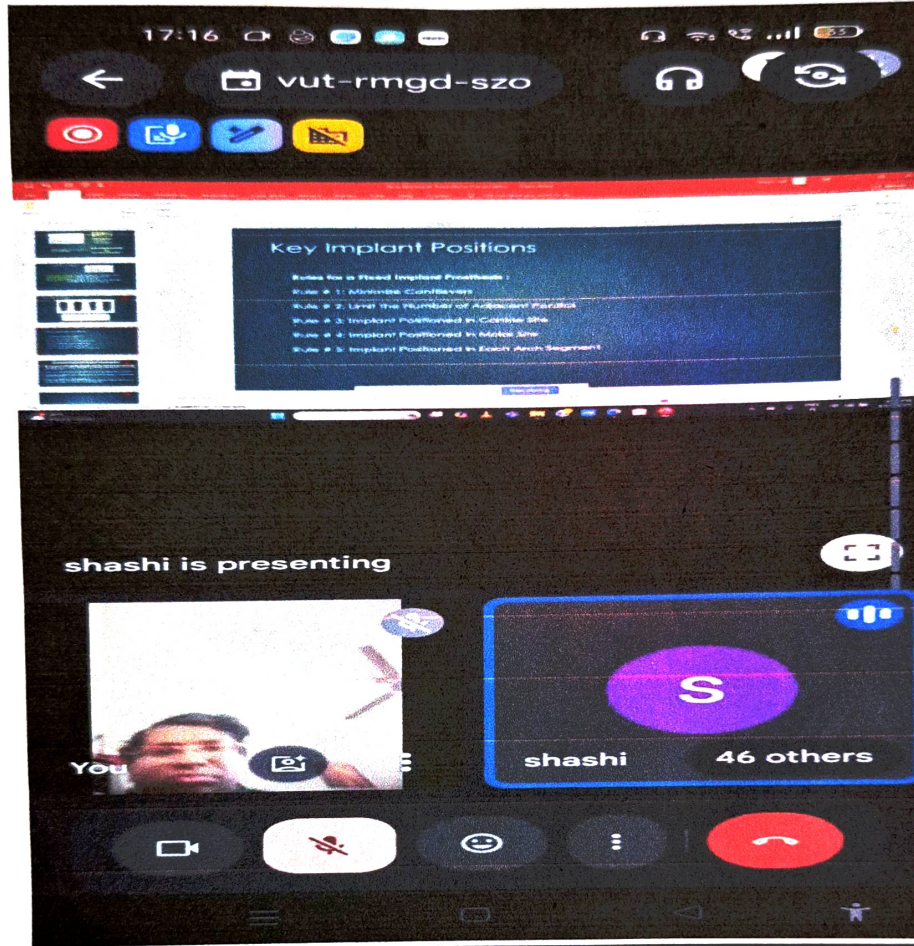 17:16
vut-rmgd-szo
Key Implant Positions
Rules for a Fixed Implant Prosthesis :
Rule # 1: Minimize Cantilevers
Rule # 2: Limit the Number of Adjacent Pontics
Rule # 3: Implant Positioned in Canine Site
Rule # 4: Implant Positioned in Molar Site
Rule # 5: Implant Positioned in Each Arch Segment
shashi is presenting
You
S
shashi
46 others